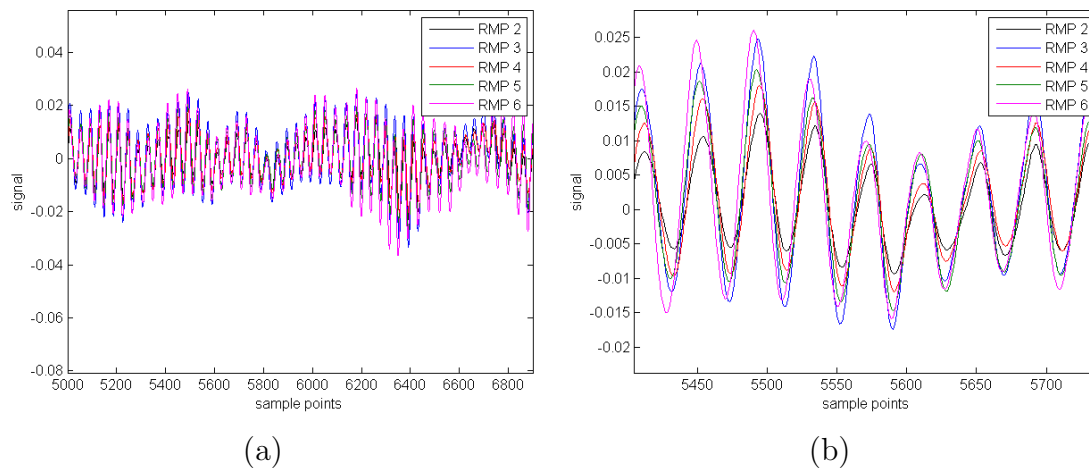 0.04
0.02
0
-0.02
-0.04
-0.06
-0.08
signal
5000 5200 5400 5600 5800 6000 6200 6400 6600 6800
sample points
RMP 2
RMP 3
RMP 4
RMP 5
RMP 6
(a)
0.025
0.02
0.015
0.01
0.005
0
-0.005
-0.01
-0.015
-0.02
signal
5450 5500 5550 5600 5650 5700
sample points
RMP 2
RMP 3
RMP 4
RMP 5
RMP 6
(b)